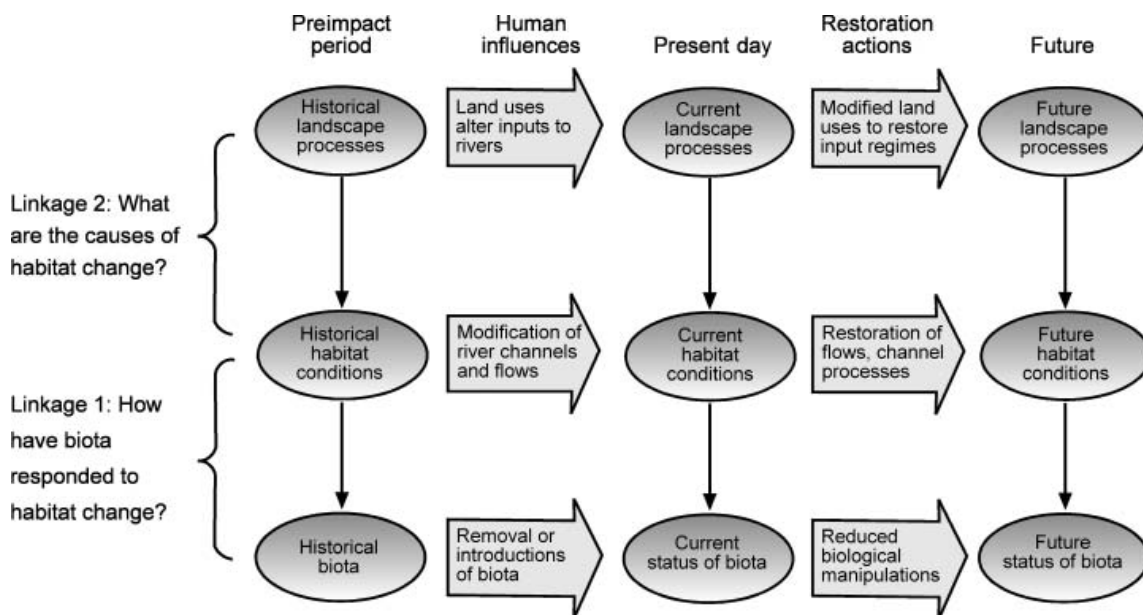 Preimpact
period
Human
influences
Present day
Restoration
actions
Future
Historical
landscape
processes
Land uses
alter inputs to
rivers
Current
landscape
processes
Modified land
uses to restore
input regimes
Future
landscape
processes
Linkage 2: What
are the causes of
habitat change?
Historical
habitat
conditions
Modification of
river channels
and flows
Current
habitat
conditions
Restoration of
flows, channel
processes
Future
habitat
conditions
Linkage 1: How
have biota
responded to
habitat change?
Historical
biota
Removal or
introductions
of biota
Current
status of biota
Reduced
biological
manipulations
Future
status of biota